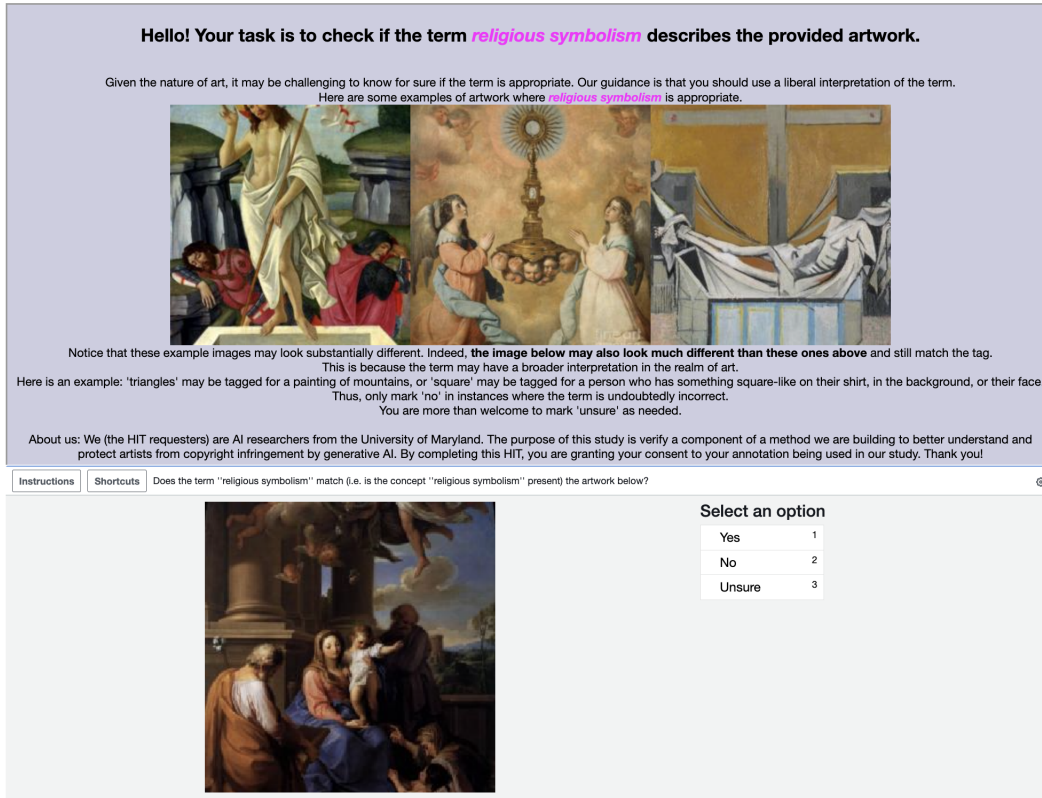 Hello! Your task is to check if the term religious symbolism describes the provided artwork.
Given the nature of art, it may be challenging to know for sure if the term is appropriate. Our guidance is that you should use a liberal interpretation of the term.
Here are some examples of artwork where religious symbolism is appropriate.
Notice that these example images may look substantially different. Indeed, the image below may also look much different than these ones above and still match the tag.
This is because the term may have a broader interpretation in the realm of art.
Here is an example: 'triangles' may be tagged for a painting of mountains, or 'square' may be tagged for a person who has something square-like on their shirt, in the background, or their face
Thus, only mark 'no' in instances where the term is undoubtedly incorrect.
You are more than welcome to mark 'unsure' as needed.
About us: We (the HIT requesters) are AI researchers from the University of Maryland. The purpose of this study is verify a component of a method we are building to better understand and
protect artists from copyright infringement by generative AI. By completing this HIT, you are granting your consent to your annotation being used in our study. Thank you!
Instructions Shortcuts Does the term ''religious symbolism'' match (i.e. is the concept ''religious symbolism'' present) the artwork below?
Select an option
Yes 1
No 2
Unsure 3